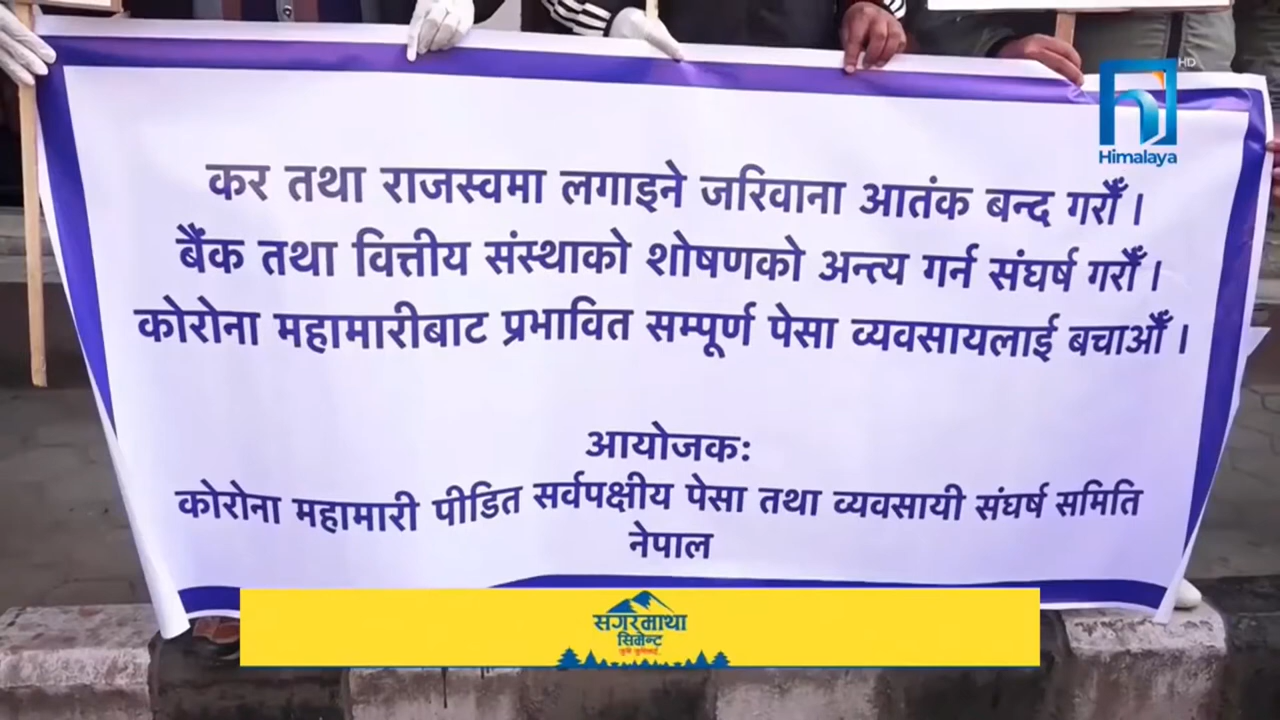 HD
Himalaya
कर तथा राजस्वमा लगाइने जरिवाना आतंक बन्द गरौँ ।
बैंक तथा वित्तीय संस्थाको शोषणको अन्त्य गर्न संघर्ष गरौँ ।
कोरोना महामारीबाट प्रभावित सम्पूर्ण पेसा व्यवसायलाई बचाऔँ ।
आयोजकः
कोरोना महामारी पीडित सर्वपक्षीय पेसा तथा व्यवसायी संघर्ष समिति
नेपाल
सगरमाथा
सिमेन्ट